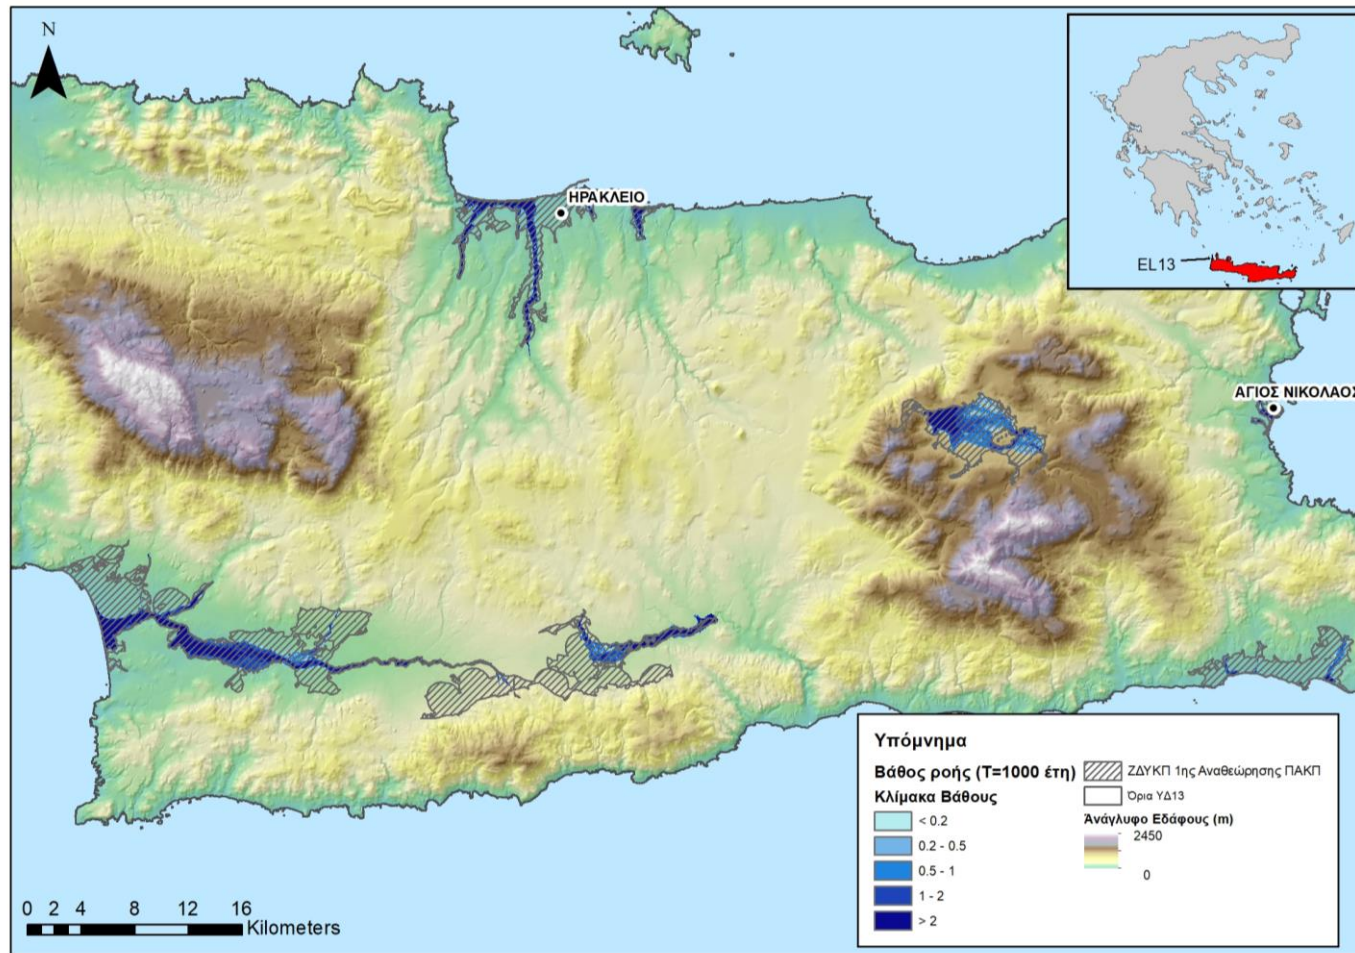 N
ΗΡΑΚΛΕΙΟ
EL13
ΑΓΙΟΣ ΝΙΚΟΛΑΟΣ
Υπόμνημα
Βάθος ροής (T=1000 έτη)
Κλίμακα Βάθους
< 0.2
0.2 - 0.5
0.5 - 1
1 - 2
> 2
ΖΔΥΚΠ 1ης Αναθεώρησης ΠΑΚΠ
Όρια ΥΔ13
Άνάγλυφο Εδάφους (m)
2450
0
0 2 4 8 12 16
Kilometers